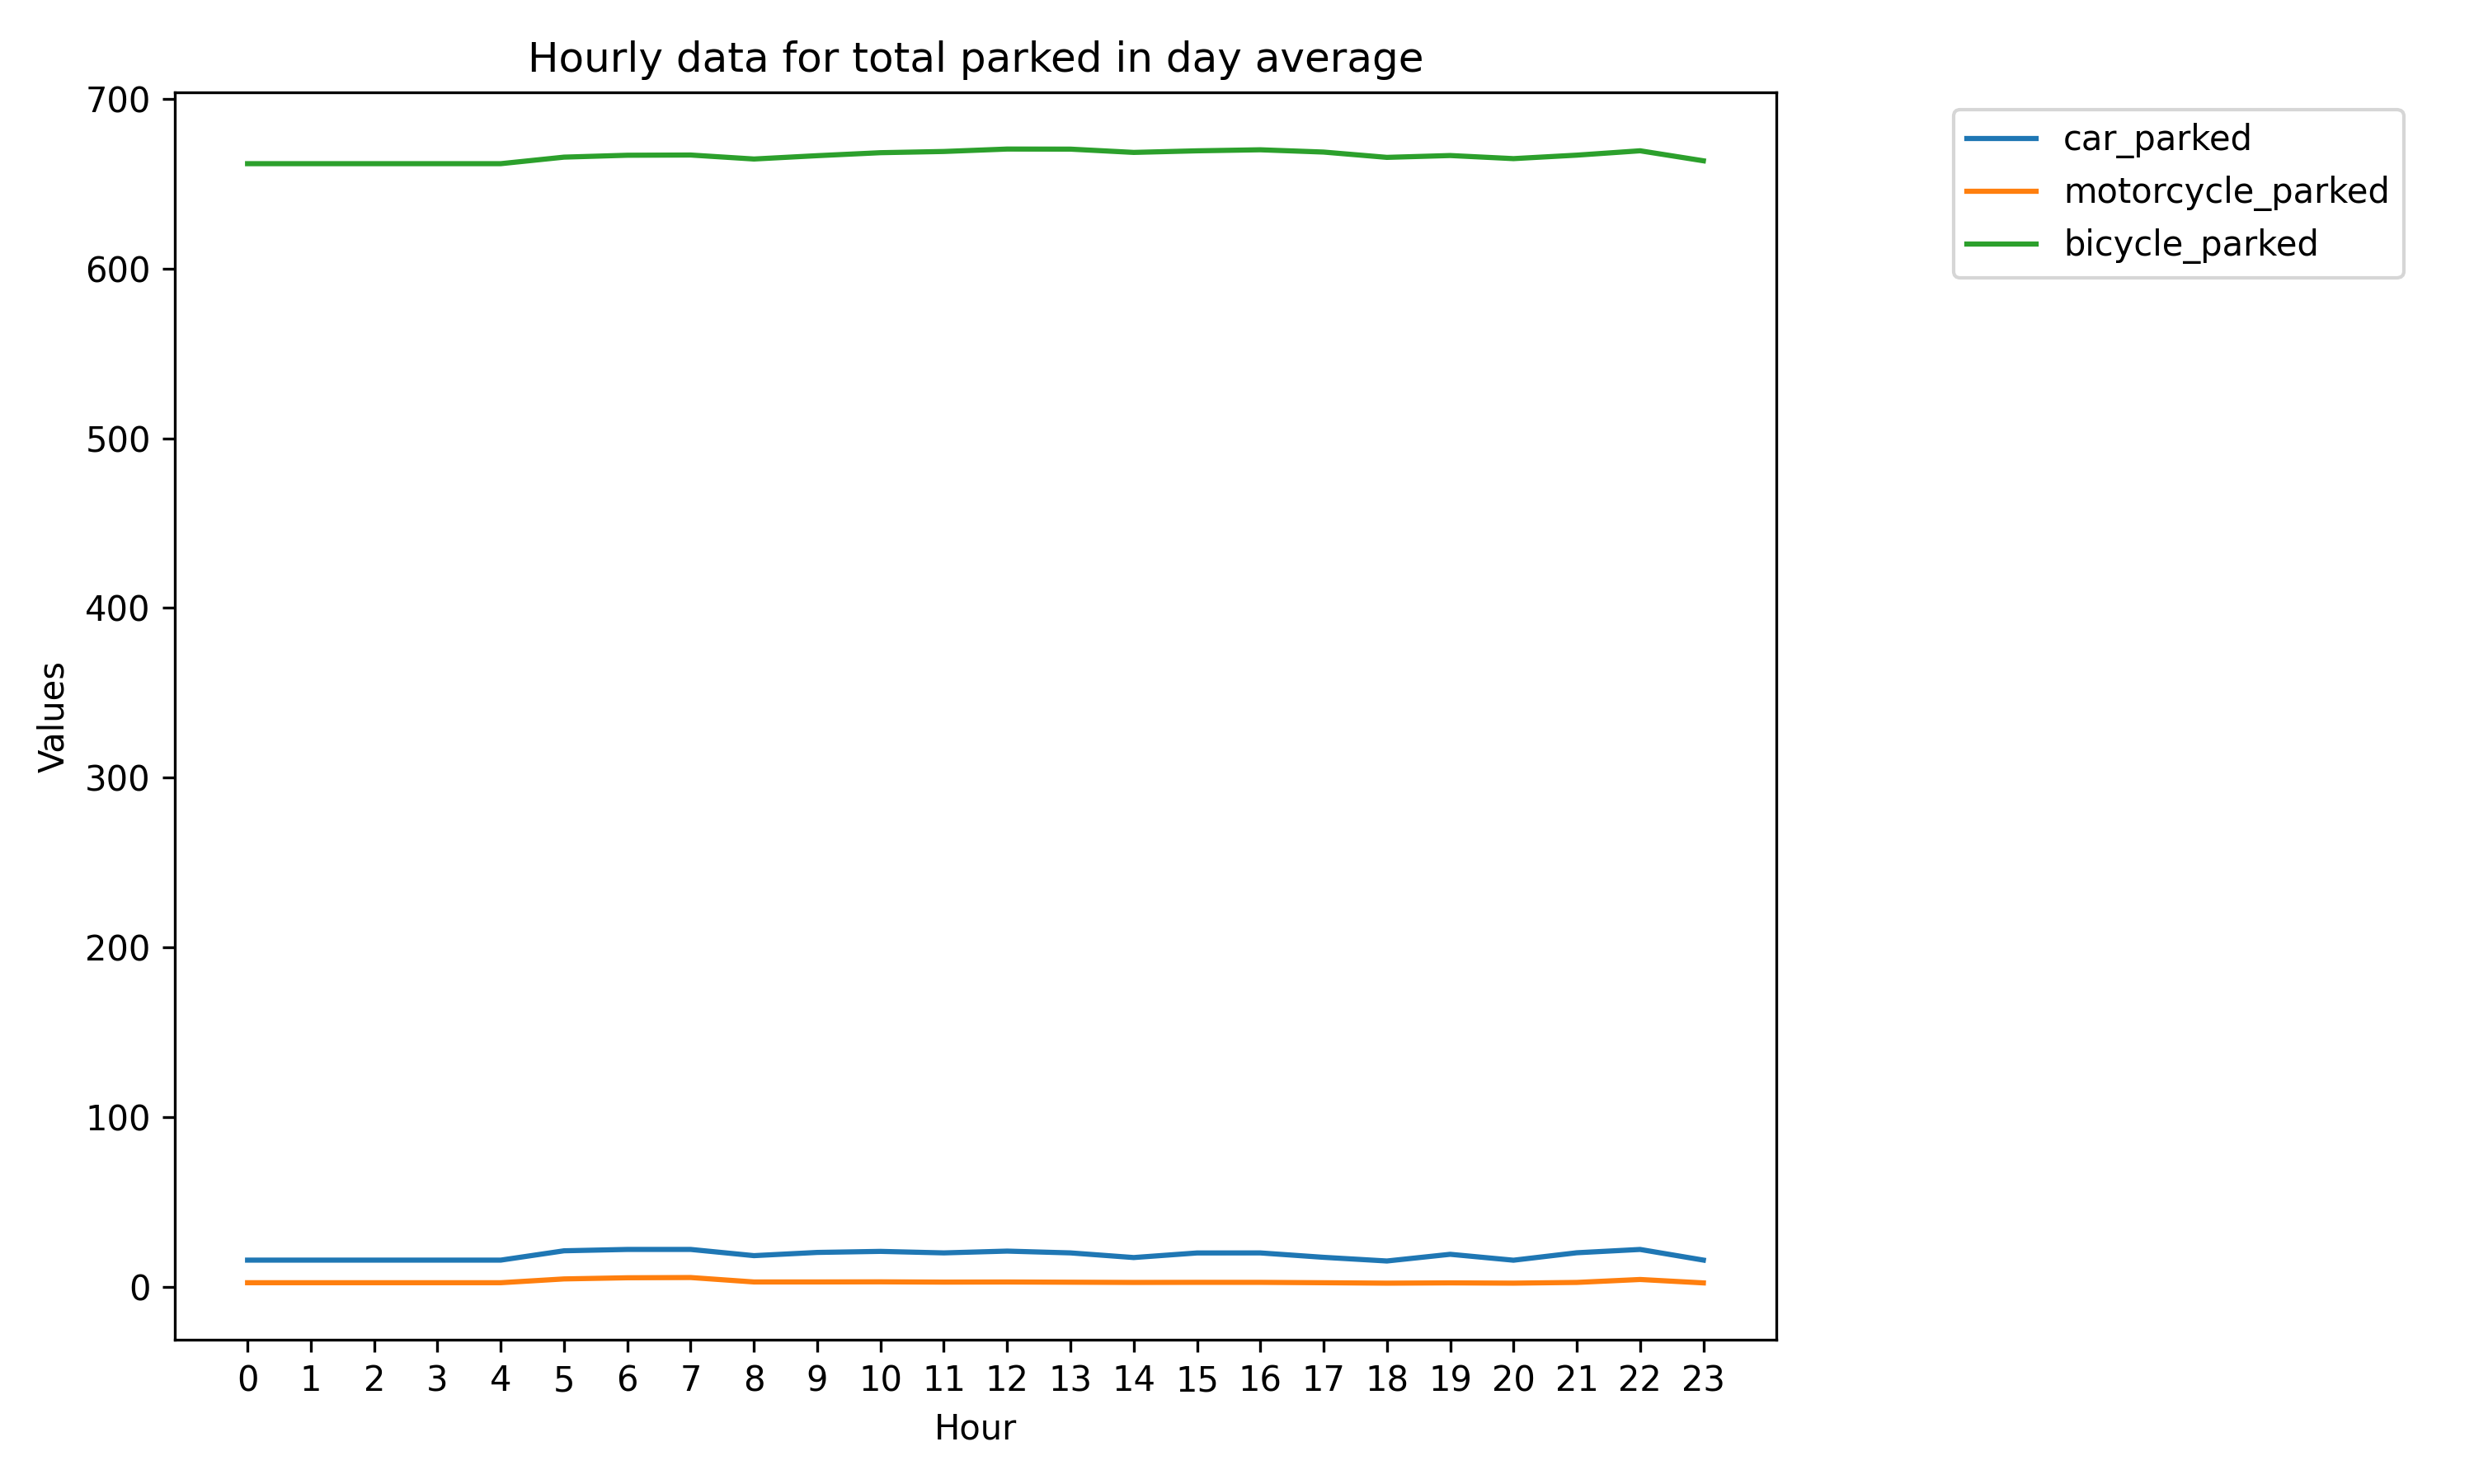 Hourly data for total parked in day average
700
600
500
400
300
200
100
0
Values
0 1 2 3 4 5 6 7 8 9 10 11 12 13 14 15 16 17 18 19 20 21 22 23
Hour
car_parked
motorcycle_parked
bicycle_parked